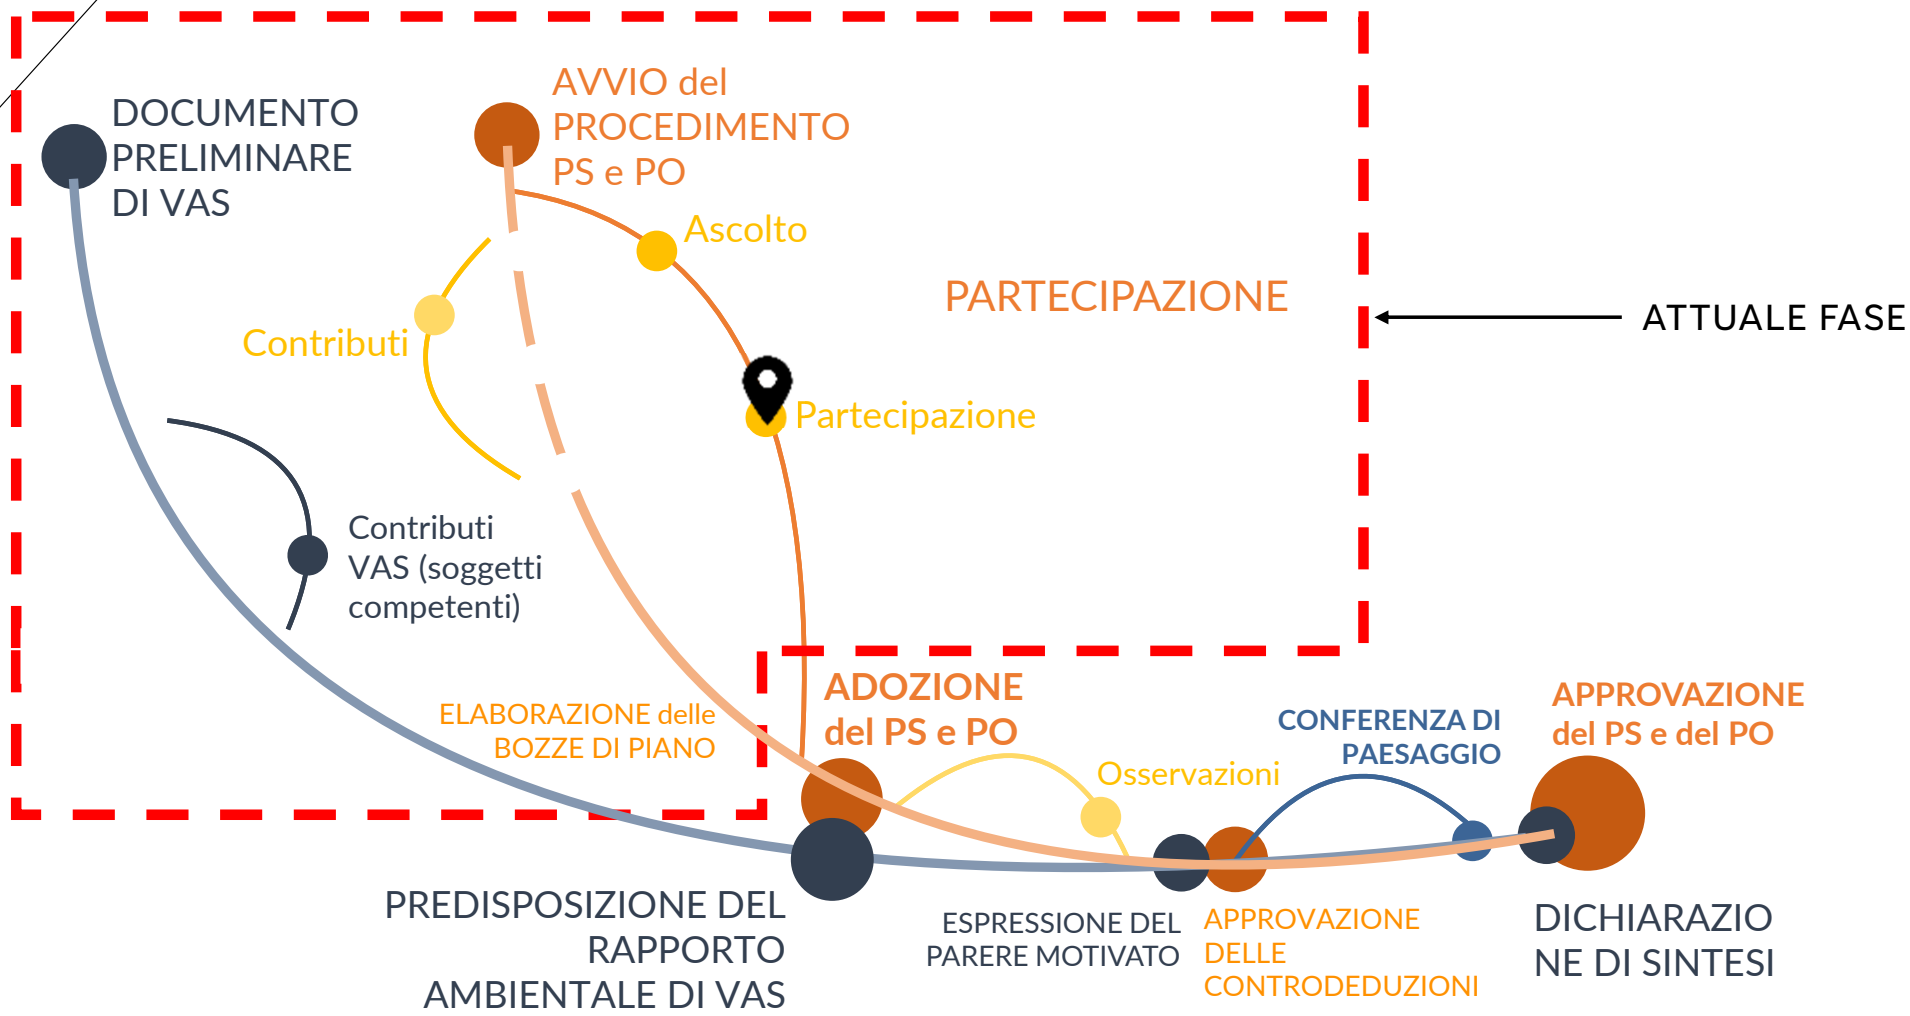 AVVIO del
PROCEDIMENTO
PS e PO
DOCUMENTO
PRELIMINARE
DI VAS
Ascolto
PARTECIPAZIONE
ATTUALE FASE
Contributi
Partecipazione
Contributi
VAS (soggetti
competenti)
ELABORAZIONE delle
BOZZE DI PIANO
ADOZIONE
del PS e PO
Osservazioni
CONFERENZA DI
PAESAGGIO
APPROVAZIONE
del PS e del PO
PREDISPOSIZIONE DEL
RAPPORTO
AMBIENTALE DI VAS
ESPRESSIONE DEL
PARERE MOTIVATO
APPROVAZIONE
DELLE
CONTRODEDUZIONI
DICHIARAZIO
NE DI SINTESI